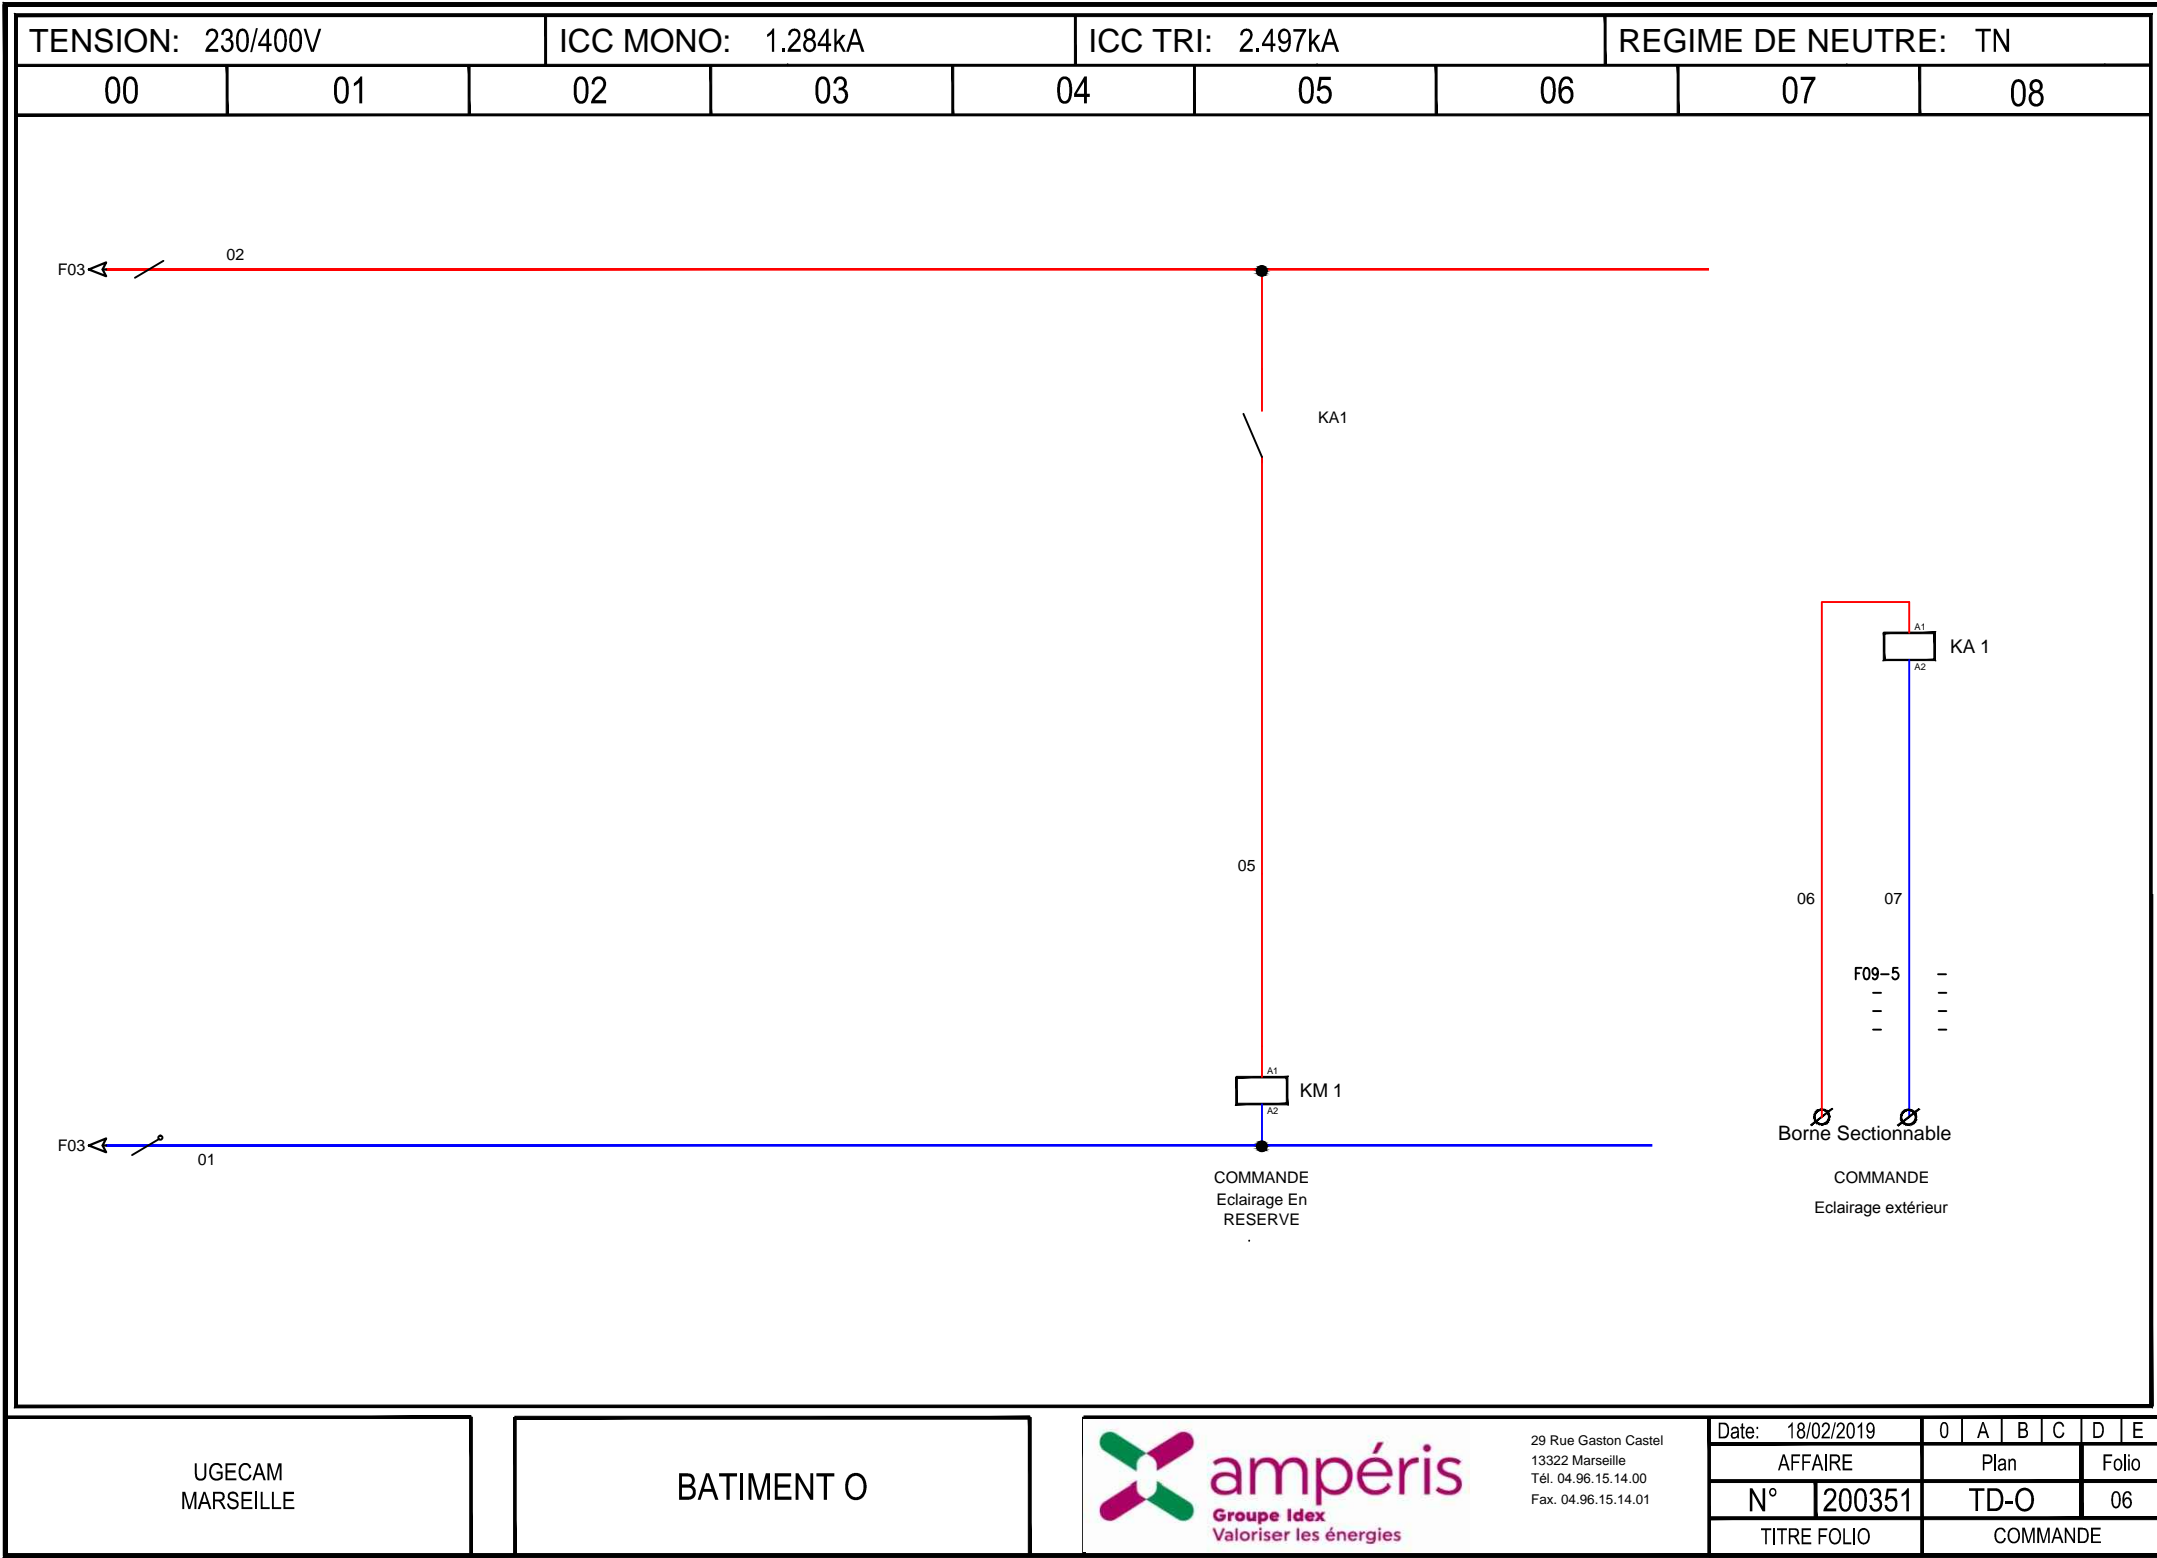 TENSION: 230/400V ICC MONO: 1.284kA ICC TRI: 2.497kA REGIME DE NEUTRE: TN
00 01 02 03 04 05 06 07 08
02
F03
KA1
A1
KA 1
A2
05
06 07
F09-5 -
- -
- -
- -
A1
KM 1
A2
F03
01
Borne Sectionnable
COMMANDE
Eclairage En
RESERVE
.
COMMANDE
Eclairage extérieur
UGECAM
MARSEILLE
BATIMENT O
ampéris
Groupe Idex
Valoriser les énergies
29 Rue Gaston Castel
13322 Marseille
Tél. 04.96.15.14.00
Fax. 04.96.15.14.01
Date: 18/02/2019 0 A B C D E
AFFAIRE Plan Folio
N° 200351 TD-O 06
TITRE FOLIO COMMANDE